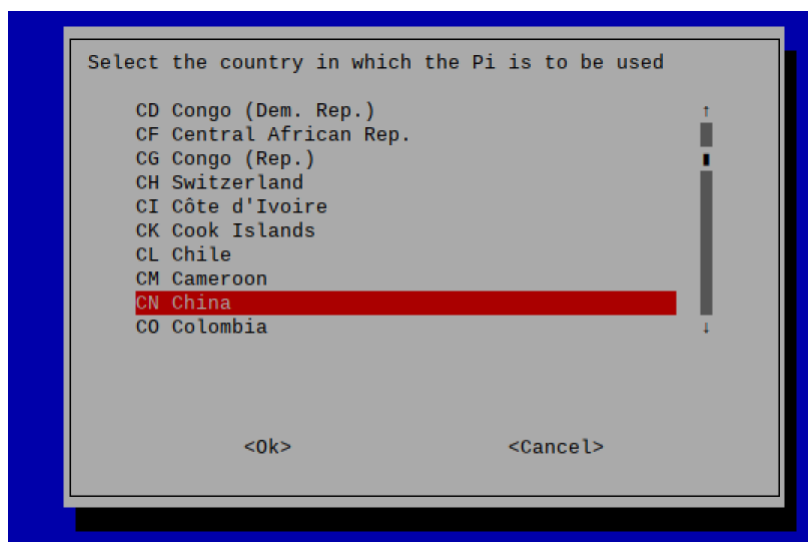 Select the country in which the Pi is to be used
CD Congo (Dem. Rep.)
CF Central African Rep.
CG Congo (Rep.)
CH Switzerland
CI Côte d'Ivoire
CK Cook Islands
CL Chile
CM Cameroon
CN China
CO Colombia
<Ok> <Cancel>